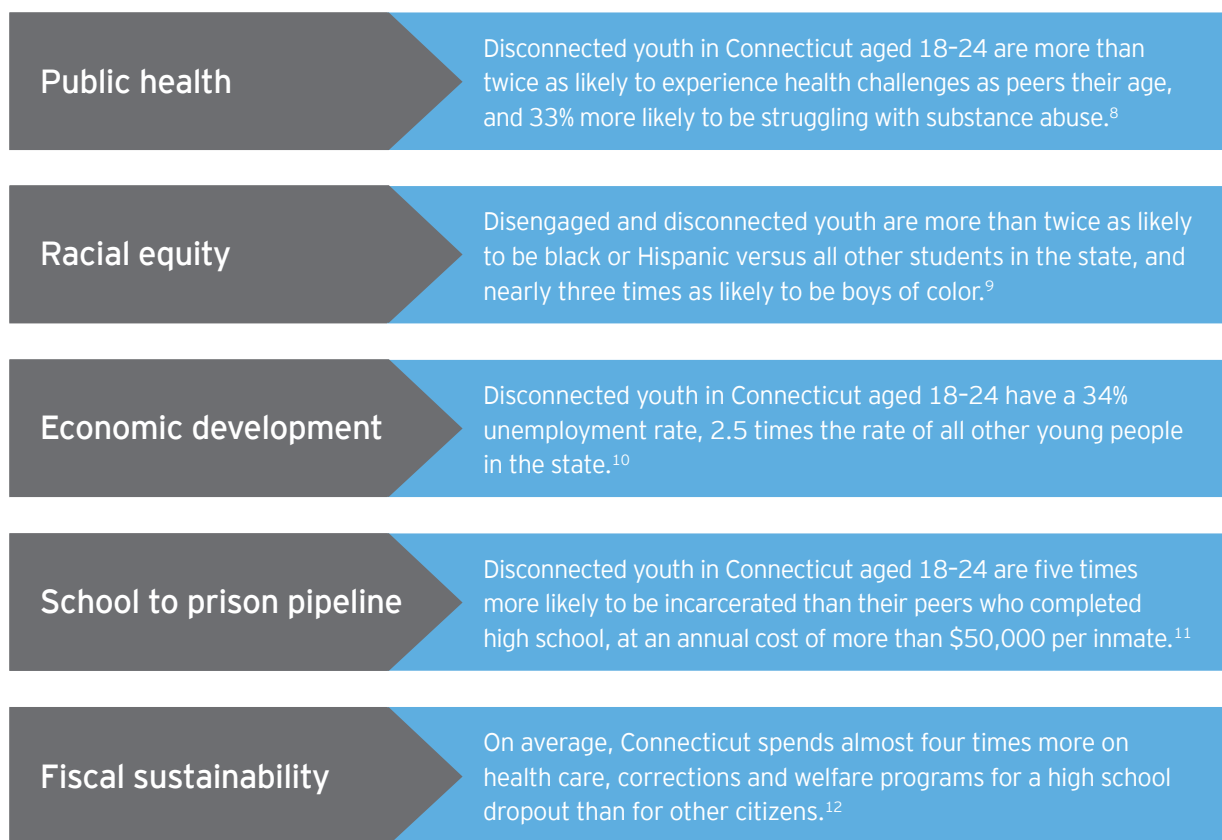 Public health
Disconnected youth in Connecticut aged 18–24 are more than
twice as likely to experience health challenges as peers their age,
and 33% more likely to be struggling with substance abuse.8
Racial equity
Disengaged and disconnected youth are more than twice as likely
to be black or Hispanic versus all other students in the state, and
nearly three times as likely to be boys of color.9
Economic development
Disconnected youth in Connecticut aged 18–24 have a 34%
unemployment rate, 2.5 times the rate of all other young people
in the state.10
School to prison pipeline
Disconnected youth in Connecticut aged 18–24 are five times
more likely to be incarcerated than their peers who completed
high school, at an annual cost of more than $50,000 per inmate.11
Fiscal sustainability
On average, Connecticut spends almost four times more on
health care, corrections and welfare programs for a high school
dropout than for other citizens.12